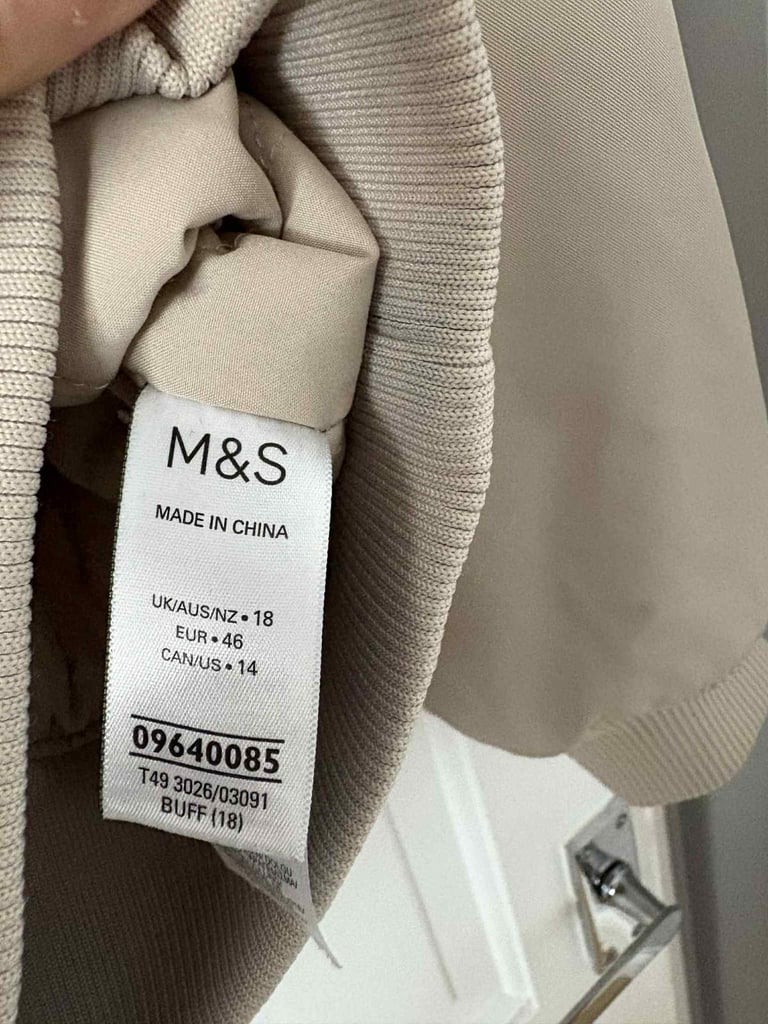 M&S
MADE IN CHINA
UK/AUS/NZ • 18
EUR • 46
CAN/US • 14
09640085
T49 3026/03091
BUFF (18)